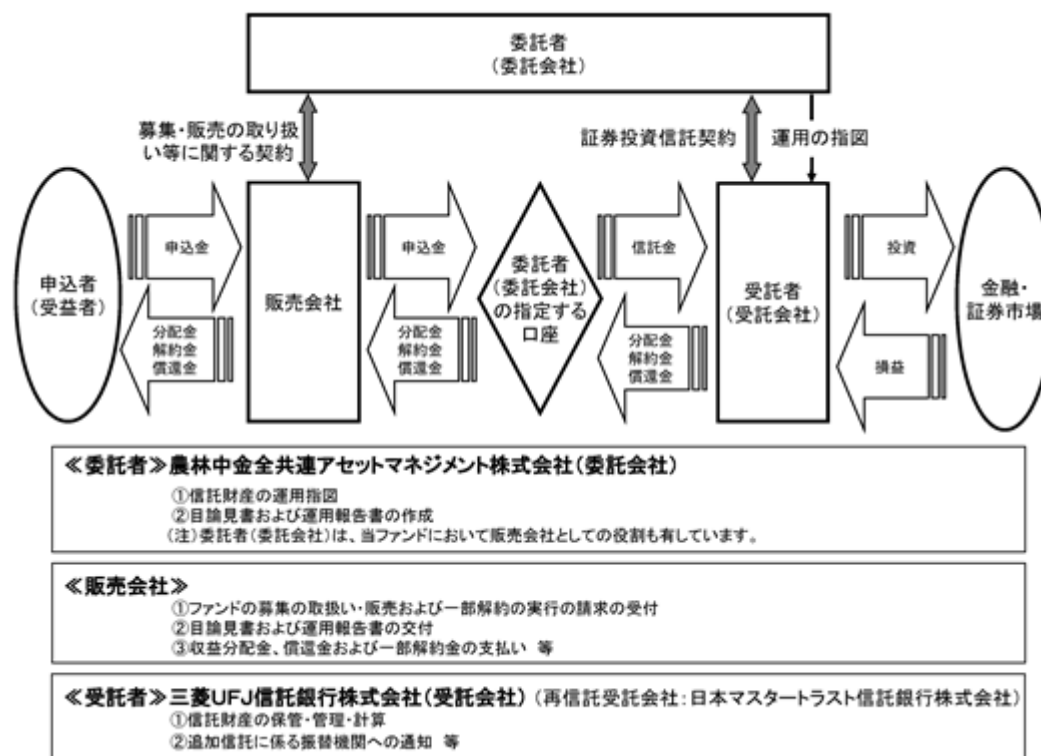 委託者
(委託会社)
募集・販売の取り扱
い等に関する契約
証券投資信託契約
運用の指図
申込者
(受益者)
申込金
分配金
解約金
償還金
販売会社
申込金
分配金
解約金
償還金
委託者
(委託会社)
の指定する
口座
信託金
分配金
解約金
償還金
受託者
(受託会社)
投資
損益
金融・
証券市場
≪委託者≫農林中金全共連アセットマネジメント株式会社(委託会社)
①信託財産の運用指図
②目論見書および運用報告書の作成
(注)委託者(委託会社)は、当ファンドにおいて販売会社としての役割も有しています。
≪販売会社≫
①ファンドの募集の取扱い・販売および一部解約の実行の請求の受付
②目論見書および運用報告書の交付
③収益分配金、償還金および一部解約金の支払い 等
≪受託者≫三菱UFJ信託銀行株式会社(受託会社) (再信託受託会社:日本マスタートラスト信託銀行株式会社)
①信託財産の保管・管理・計算
②追加信託に係る振替機関への通知 等